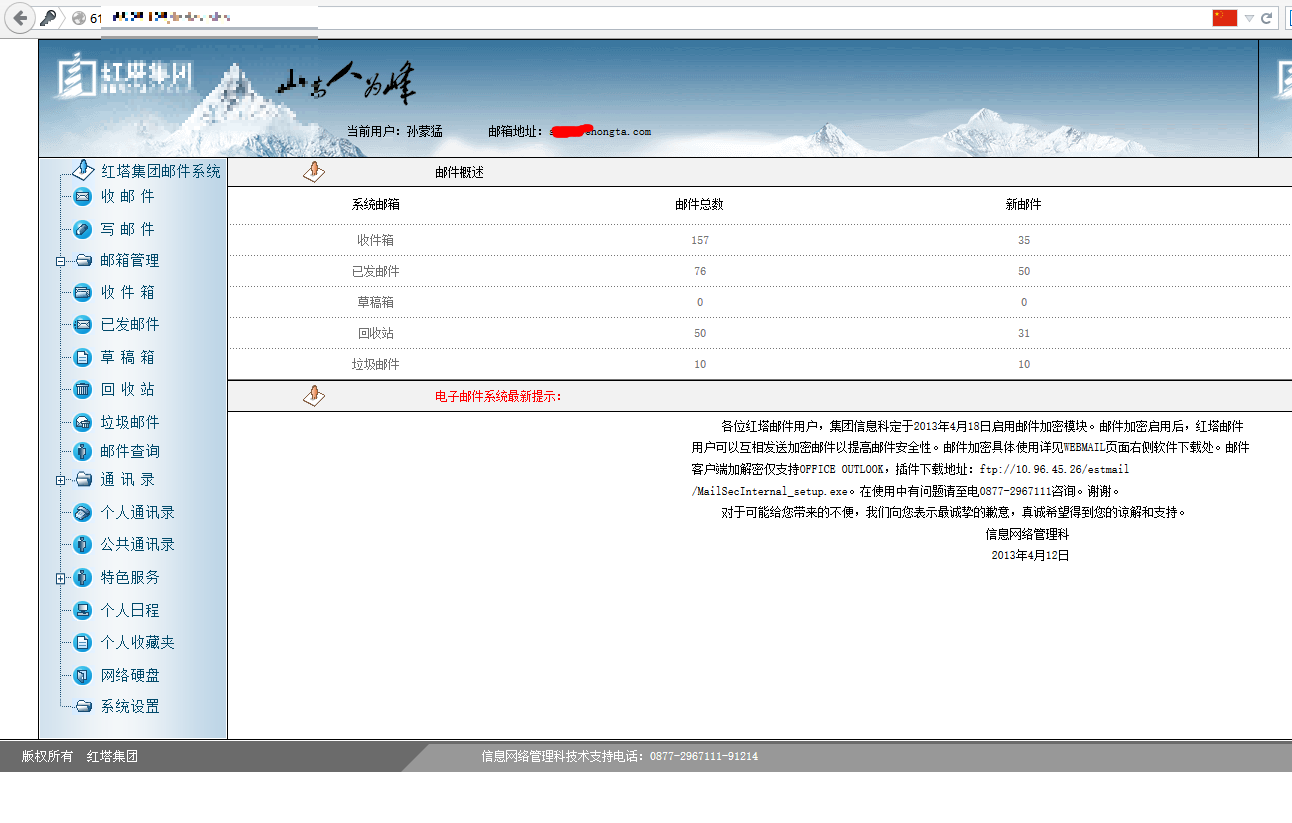 61
红塔集团
山高人为峰
当前用户: 孙蒙猛 邮箱地址: hongta.com
红塔集团邮件系统
收 邮 件
写 邮 件
邮箱管理
收 件 箱
已发邮件
草 稿 箱
回 收 站
垃圾邮件
邮件查询
通 讯 录
个人通讯录
公共通讯录
特色服务
个人日程
个人收藏夹
网络硬盘
系统设置
邮件概述
系统邮箱 邮件总数 新邮件
收件箱 157 35
已发邮件 76 50
草稿箱 0 0
回收站 50 31
垃圾邮件 10 10
电子邮件系统最新提示:
各位红塔邮件用户，集团信息科定于2013年4月18日启用邮件加密模块。邮件加密启用后，红塔邮件
用户可以互相发送加密邮件以提高邮件安全性。邮件加密具体使用详见WEBMAIL页面右侧软件下载处。邮件
客户端加解密仅支持OFFICE OUTLOOK，插件下载地址：ftp://10.96.45.26/estmail
/MailSecInternal_setup.exe。在使用中有问题请至电0877-2967111咨询。谢谢。
对于可能给您带来的不便，我们向您表示最诚挚的歉意，真诚希望得到您的谅解和支持。
信息网络管理科
2013年4月12日
版权所有 红塔集团
信息网络管理科技术支持电话: 0877-2967111-91214